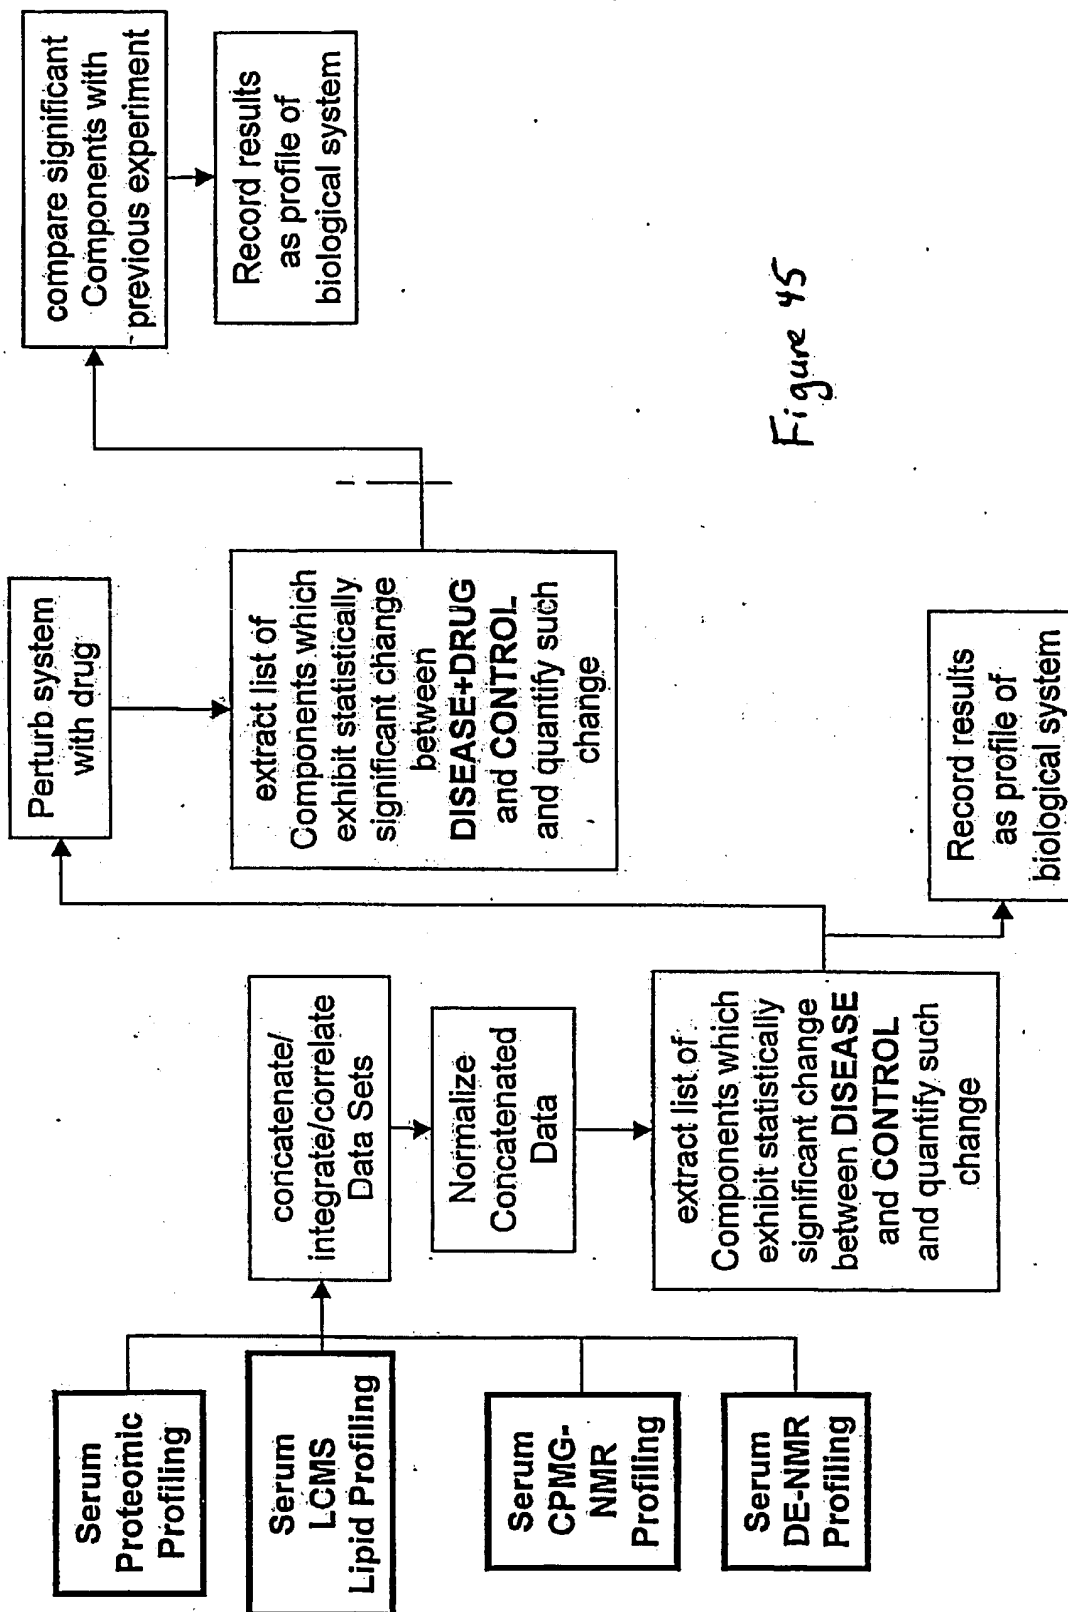 Serum
Proteomic
Profiling
Serum
LCMS
Lipid Profiling
Serum
CPMG-
NMR
Profiling
Serum
DE-NMR
Profiling
concatenate/
integrate/correlate
Data Sets
Normalize
Concatenated
Data
extract list of
Components which
exhibit statistically
significant change
between DISEASE
and CONTROL
and quantify such
change
Record results
as profile of
biological system
Perturb system
with drug
extract list of
Components which
exhibit statistically
significant change
between
DISEASE+DRUG
and CONTROL
and quantify such
change
compare significant
Components with
previous experiment
Record results
as profile of
biological system
Figure 45